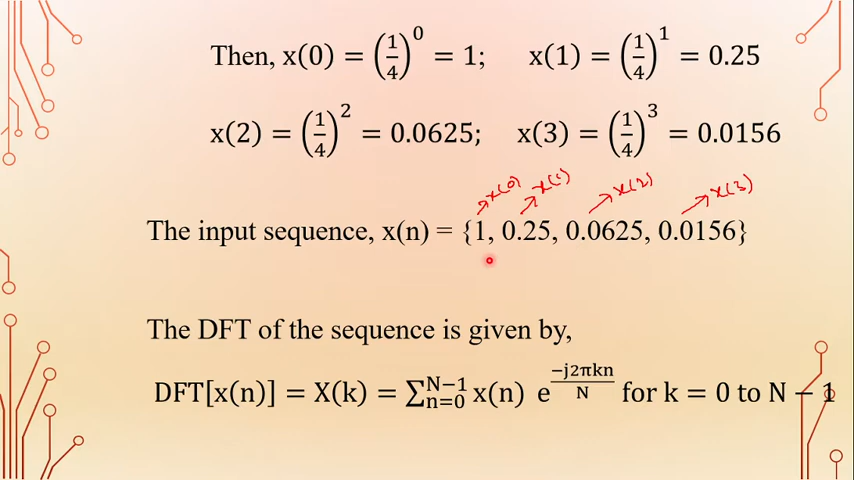 Then, x(0) = (1/4)^0 = 1; x(1) = (1/4)^1 = 0.25
x(2) = (1/4)^2 = 0.0625; x(3) = (1/4)^3 = 0.0156
x(0) x(1) x(2) x(3)
The input sequence, x(n) = {1, 0.25, 0.0625, 0.0156}
The DFT of the sequence is given by,
DFT[x(n)] = X(k) = ∑_{n=0}^{N−1} x(n) e^{−j2πkn/N} for k = 0 to N − 1